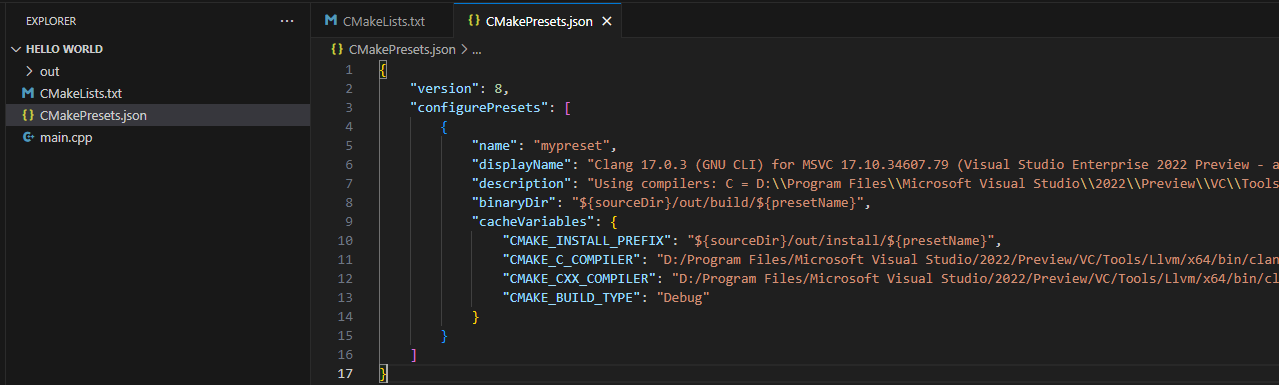 EXPLORER
HELLO WORLD
out
CMakeLists.txt
CMakePresets.json
main.cpp
CMakeLists.txt
CMakePresets.json
CMakePresets.json > ...
1 {
2 "version": 8,
3 "configurePresets": [
4 {
5 "name": "mypreset",
6 "displayName": "Clang 17.0.3 (GNU CLI) for MSVC 17.10.34607.79 (Visual Studio Enterprise 2022 Preview - a
7 "description": "Using compilers: C = D:\\Program Files\\Microsoft Visual Studio\\2022\\Preview\\VC\\Tools
8 "binaryDir": "${sourceDir}/out/build/${presetName}",
9 "cacheVariables": {
10 "CMAKE_INSTALL_PREFIX": "${sourceDir}/out/install/${presetName}",
11 "CMAKE_C_COMPILER": "D:/Program Files/Microsoft Visual Studio/2022/Preview/VC/Tools/Llvm/x64/bin/clan
12 "CMAKE_CXX_COMPILER": "D:/Program Files/Microsoft Visual Studio/2022/Preview/VC/Tools/Llvm/x64/bin/cl
13 "CMAKE_BUILD_TYPE": "Debug"
14 }
15 }
16 ]
17 }